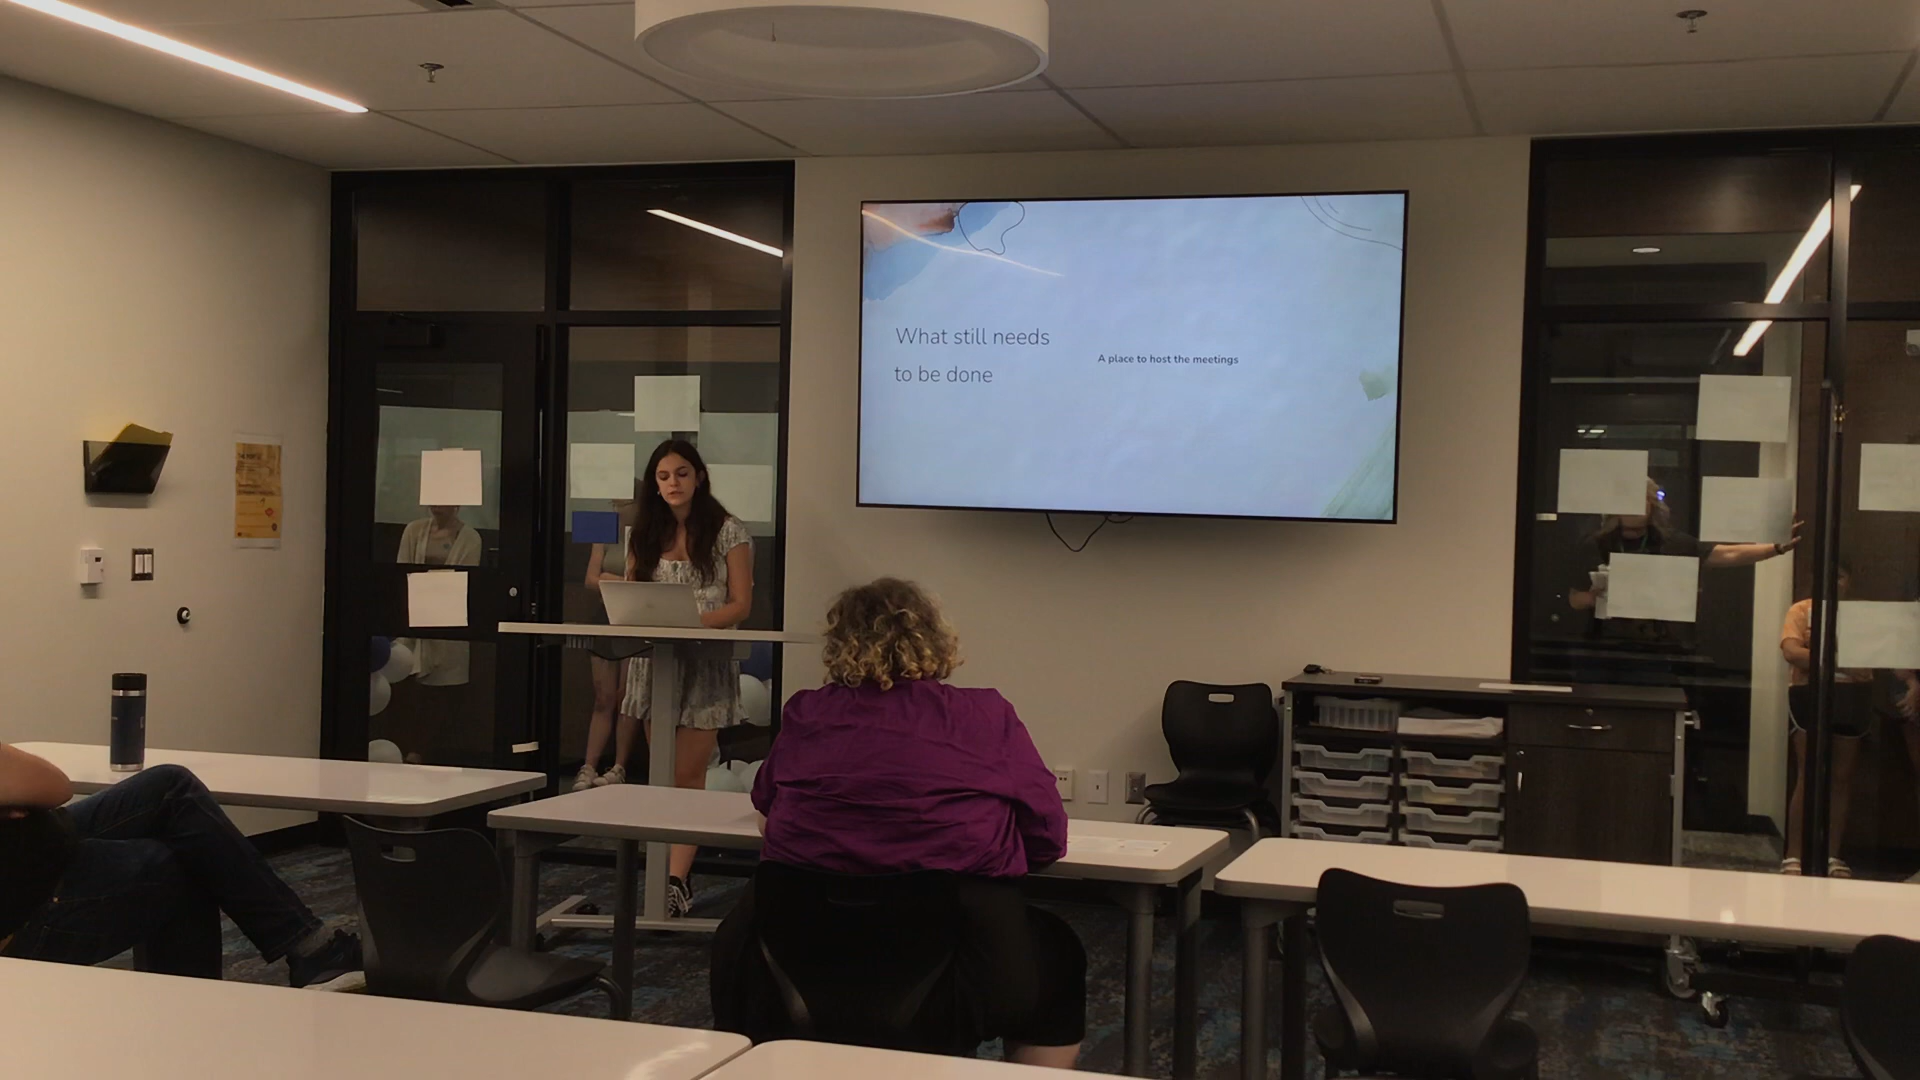 What still needs
to be done
A place to host the meetings